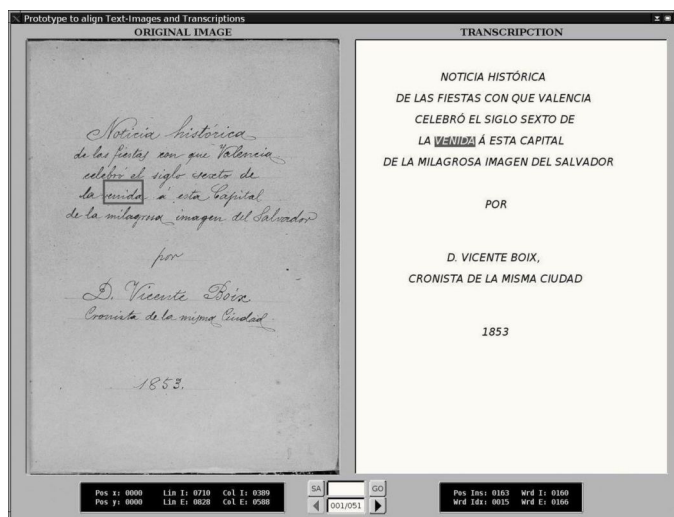 Prototype to align Text-Images and Transcriptions
ORIGINAL IMAGE
Noticia histórica
de las fiestas con que Valencia
celebró el siglo sexto de
la venida á esta Capital
de la milagrosa imagen del Salvador
por
D. Vicente Boix
Cronista de la misma Ciudad
1853.
TRANSCRIPCTION
NOTICIA HISTÓRICA
DE LAS FIESTAS CON QUE VALENCIA
CELEBRÓ EL SIGLO SEXTO DE
LA VENIDA Á ESTA CAPITAL
DE LA MILAGROSA IMAGEN DEL SALVADOR
POR
D. VICENTE BOIX,
CRONISTA DE LA MISMA CIUDAD
1853
Pos x: 0000 Lin I: 0710 Col I: 0389
Pos y: 0000 Lin E: 0828 Col E: 0588
SA GO
001/051
Pos Ins: 0163 Wrd I: 0160
Wrd Idx: 0015 Wrd E: 0166